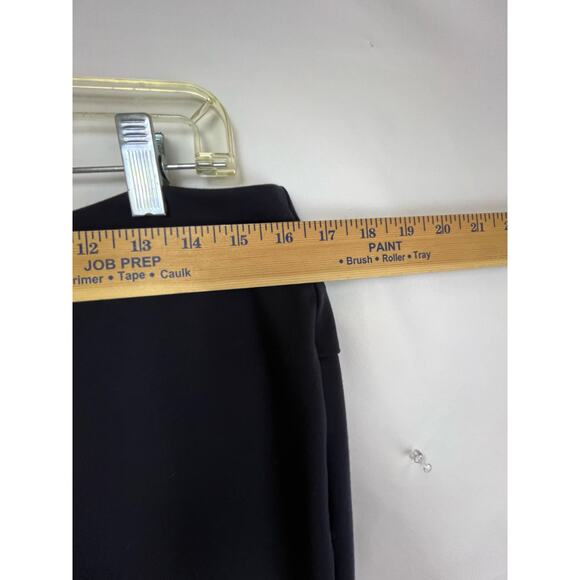 12 13 14 15 16 17 18 19 20 21
JOB PREP
PAINT
rimer • Tape • Caulk
• Brush • Roller • Tray